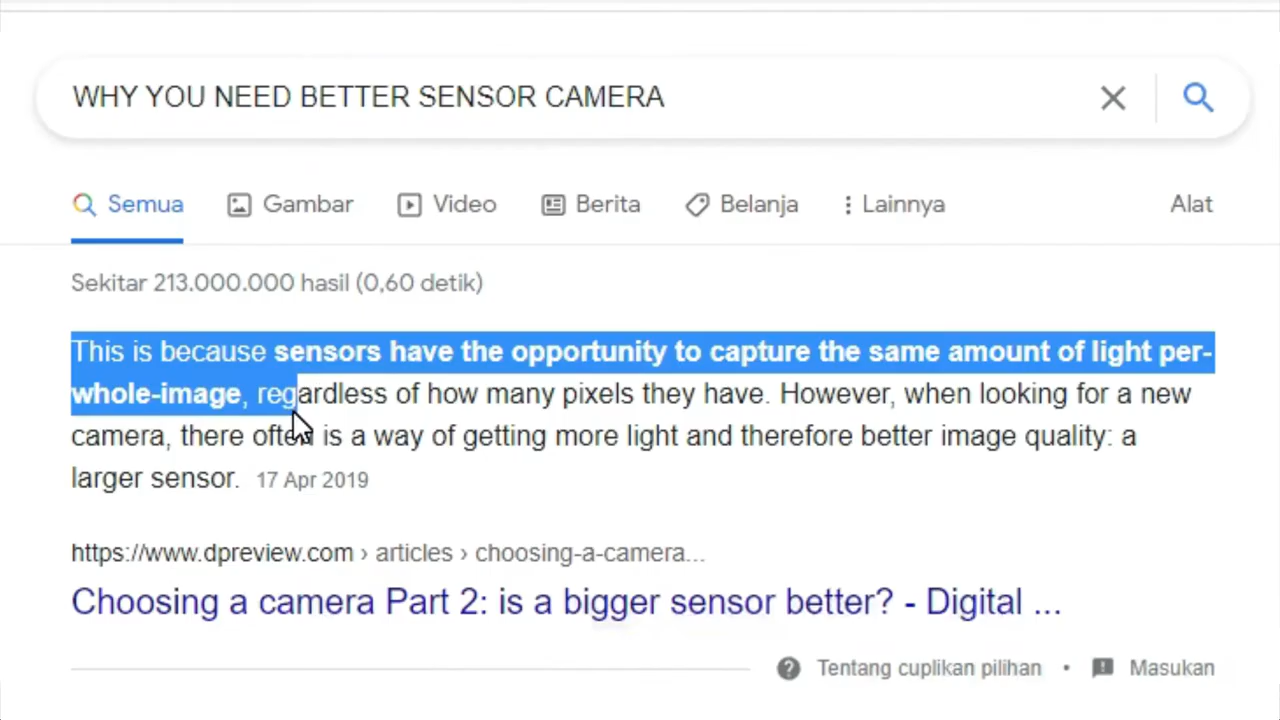 WHY YOU NEED BETTER SENSOR CAMERA
Semua Gambar Video Berita Belanja Lainnya Alat
Sekitar 213.000.000 hasil (0,60 detik)
This is because sensors have the opportunity to capture the same amount of light per-
whole-image, regardless of how many pixels they have. However, when looking for a new
camera, there often is a way of getting more light and therefore better image quality: a
larger sensor. 17 Apr 2019
https://www.dpreview.com › articles › choosing-a-camera...
Choosing a camera Part 2: is a bigger sensor better? - Digital ...
Tentang cuplikan pilihan • Masukan